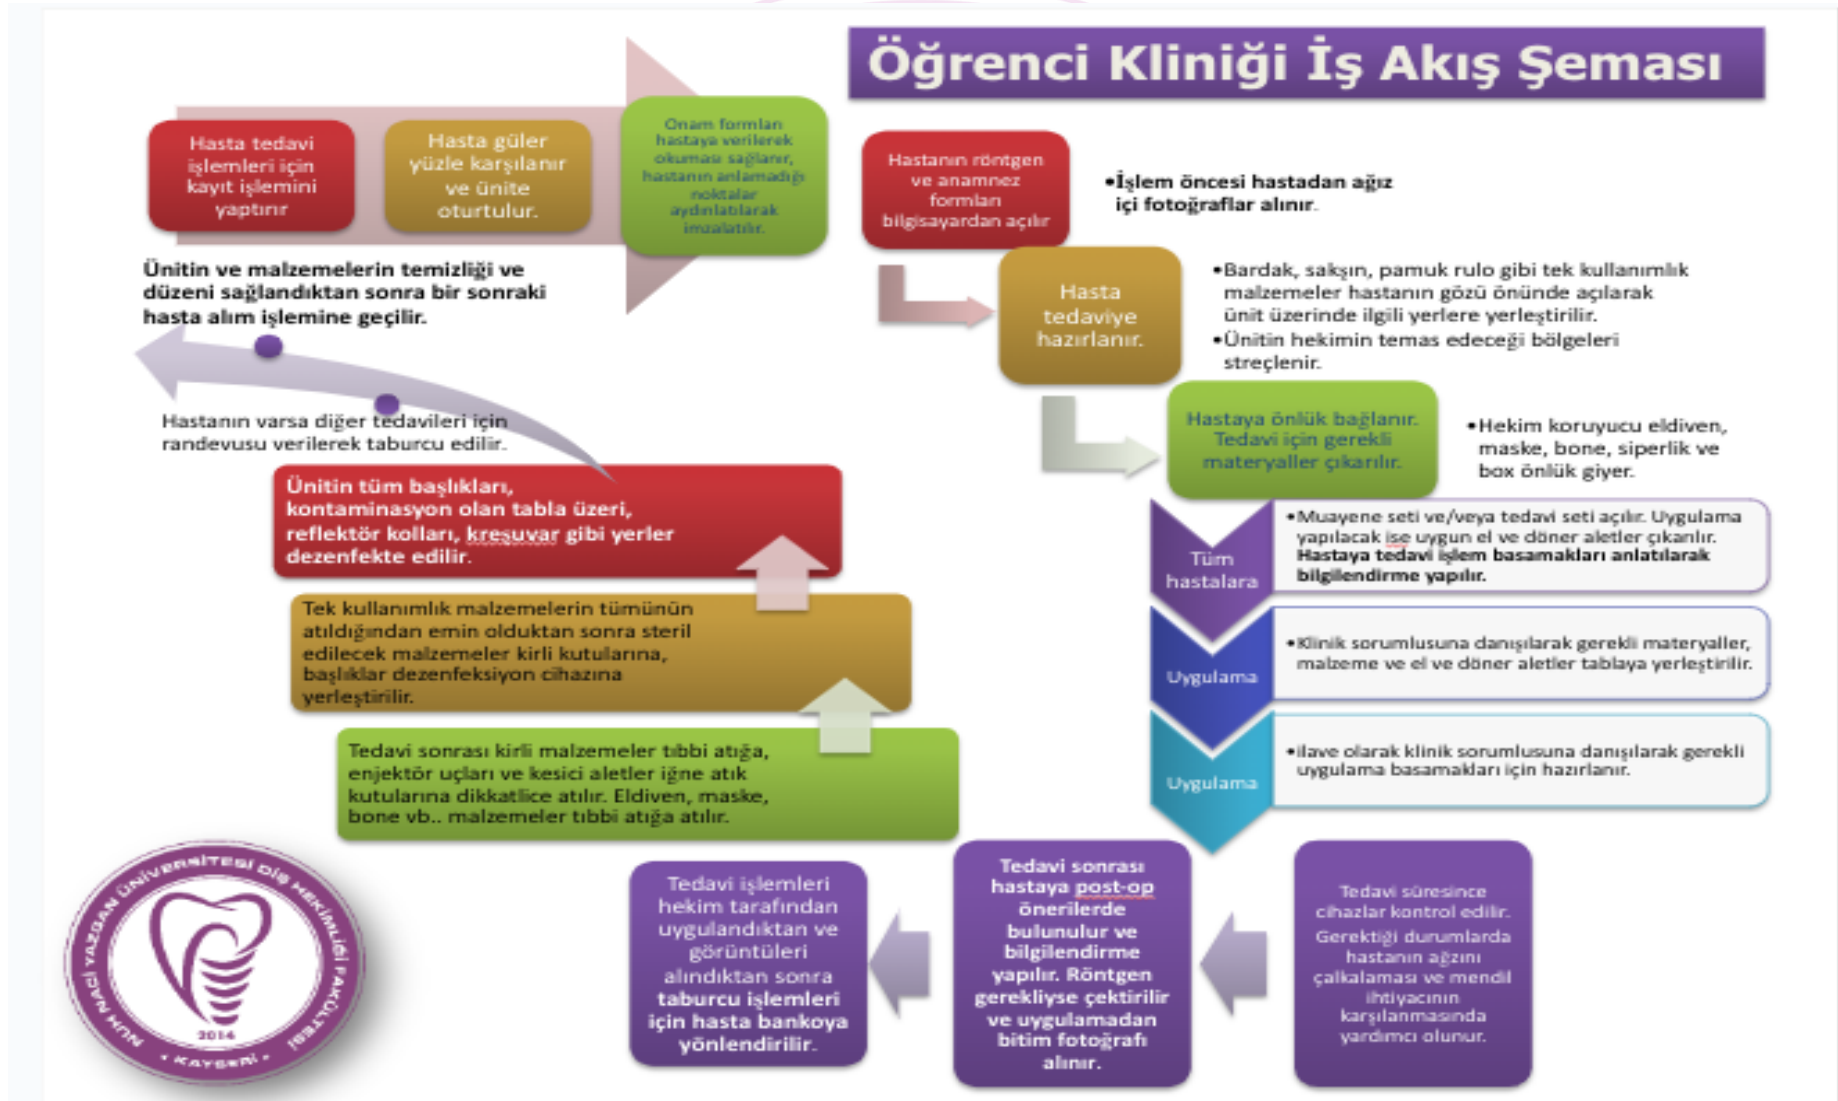 Öğrenci Kliniği İş Akış Şeması
Hasta tedavi
işlemleri için
kayıt işlemini
yaptırır
Hasta güler
yüzle karşılanır
ve ünite
oturtulur.
Onam formları
hastaya verilerek
okuması sağlanır,
hastanın anlamadığı
noktalar
aydınlatılarak
imzalatılır.
Hastanın röntgen
ve anamnez
formları
bilgisayardan açılır
•İşlem öncesi hastadan ağız
içi fotoğraflar alınır.
Hasta
tedaviye
hazırlanır.
•Bardak, sakşın, pamuk rulo gibi tek kullanımlık
malzemeler hastanın gözü önünde açılarak
ünit üzerinde ilgili yerlere yerleştirilir.
•Ünitin hekimin temas edeceği bölgeleri
streçlenir.
Hastaya önlük bağlanır.
Tedavi için gerekli
materyaller çıkarılır.
•Hekim koruyucu eldiven,
maske, bone, siperlik ve
box önlük giyer.
Tüm
hastalara
•Muayene seti ve/veya tedavi seti açılır. Uygulama
yapılacak ise uygun el ve döner aletler çıkarılır.
Hastaya tedavi işlem basamakları anlatılarak
bilgilendirme yapılır.
Uygulama
•Klinik sorumlusuna danışılarak gerekli materyaller,
malzeme ve el ve döner aletler tablaya yerleştirilir.
Uygulama
•ilave olarak klinik sorumlusuna danışılarak gerekli
uygulama basamakları için hazırlanır.
Tedavi süresince
cihazlar kontrol edilir.
Gerektiği durumlarda
hastanın ağzını
çalkalaması ve mendil
ihtiyacının
karşılanmasında
yardımcı olunur.
Tedavi sonrası
hastaya post-op
önerilerde
bulunulur ve
bilgilendirme
yapılır. Röntgen
gerekliyse çektirilir
ve uygulamadan
bitim fotoğrafı
alınır.
Tedavi işlemleri
hekim tarafından
uygulandıktan ve
görüntüleri
alındıktan sonra
taburcu işlemleri
için hasta bankoya
yönlendirilir.
Tedavi sonrası kirli malzemeler tıbbi atığa,
enjektör uçları ve kesici aletler iğne atık
kutularına dikkatlice atılır. Eldiven, maske,
bone vb.. malzemeler tıbbi atığa atılır.
Tek kullanımlık malzemelerin tümünün
atıldığından emin olduktan sonra steril
edilecek malzemeler kirli kutularına,
başlıklar dezenfeksiyon cihazına
yerleştirilir.
Ünitin tüm başlıkları,
kontaminasyon olan tabla üzeri,
reflektör kolları, kreşuvar gibi yerler
dezenfekte edilir.
Hastanın varsa diğer tedavileri için
randevusu verilerek taburcu edilir.
Ünitin ve malzemelerin temizliği ve
düzeni sağlandıktan sonra bir sonraki
hasta alım işlemine geçilir.
NUH NACİ YAZGAN ÜNİVERSİTESİ DİŞ HEKİMLİĞİ FAKÜLTESİ
2014
• KAYSERİ •